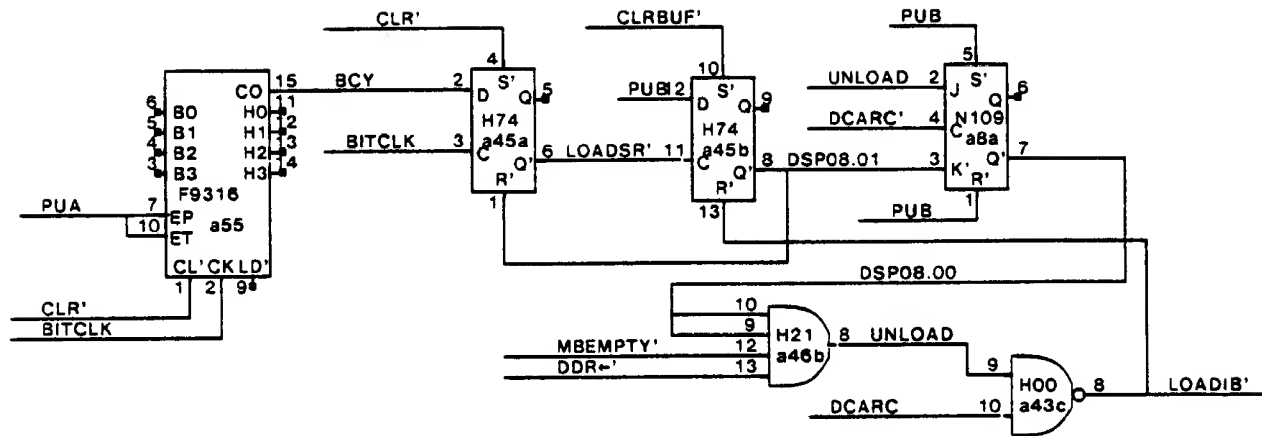 CLR' CLRBUF' PUB
4 10 5
15 BCY 2 S' PUB 12 S' 9 UNLOAD 2 S' 6
CO D Q 5 D Q J Q
6 B0 H0 11 H74 H74 DCARC' 4 C N109
5 B1 H1 2 a45a a45b a8a
4 B2 H2 3 BITCLK 3 C Q' 6 LOADSR' 11 C Q' 8 DSP08.01 3 K' Q' 7
3 B3 H3 4 R' R' R'
F9316 1 13 PUB 1
PUA 7 EP a55
10 ET
CL' CK LD'
1 2 9
CLR'
BITCLK
DSP08.00
10
9 H21 8 UNLOAD
MBEMPTY' 12 a46b
DDR←' 13
9 H00 8 LOADIB'
DCARC 10 a43c